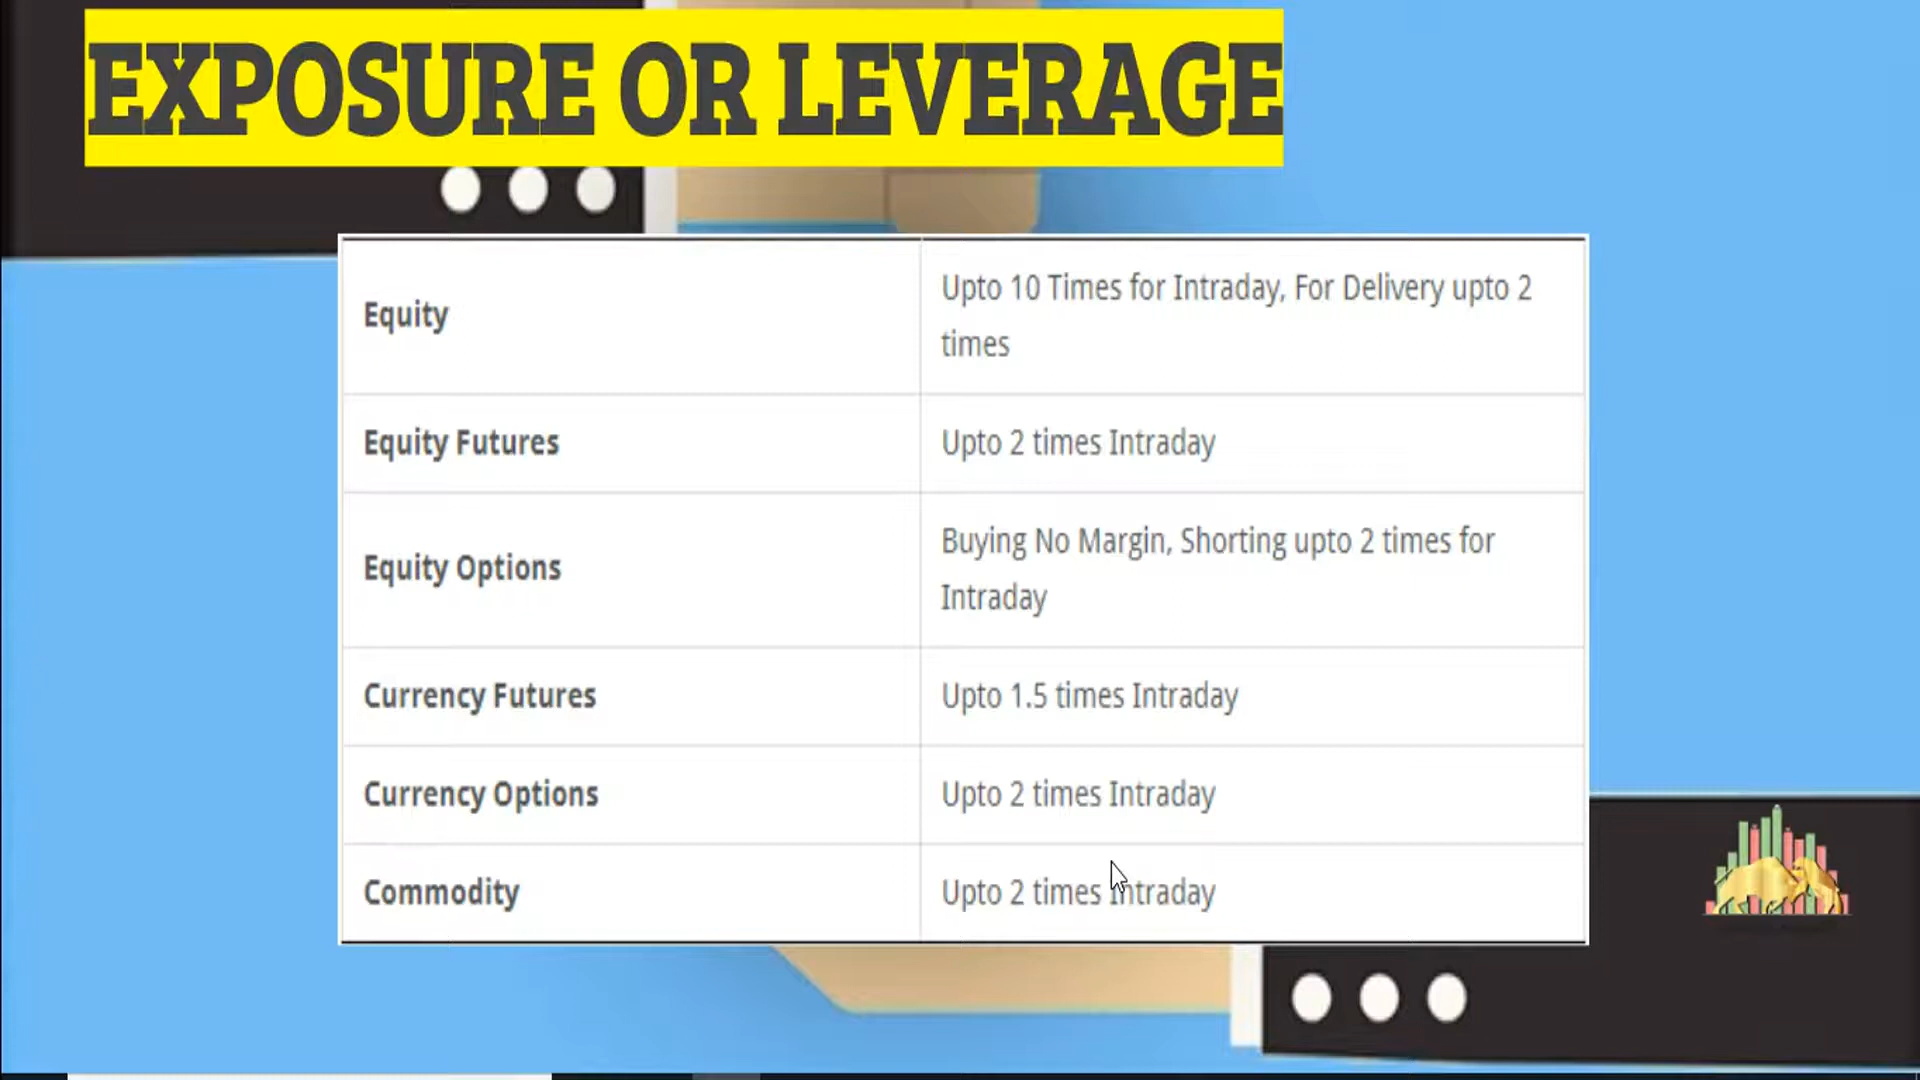 EXPOSURE OR LEVERAGE
Equity
Upto 10 Times for Intraday, For Delivery upto 2
times
Equity Futures
Upto 2 times Intraday
Equity Options
Buying No Margin, Shorting upto 2 times for
Intraday
Currency Futures
Upto 1.5 times Intraday
Currency Options
Upto 2 times Intraday
Commodity
Upto 2 times Intraday